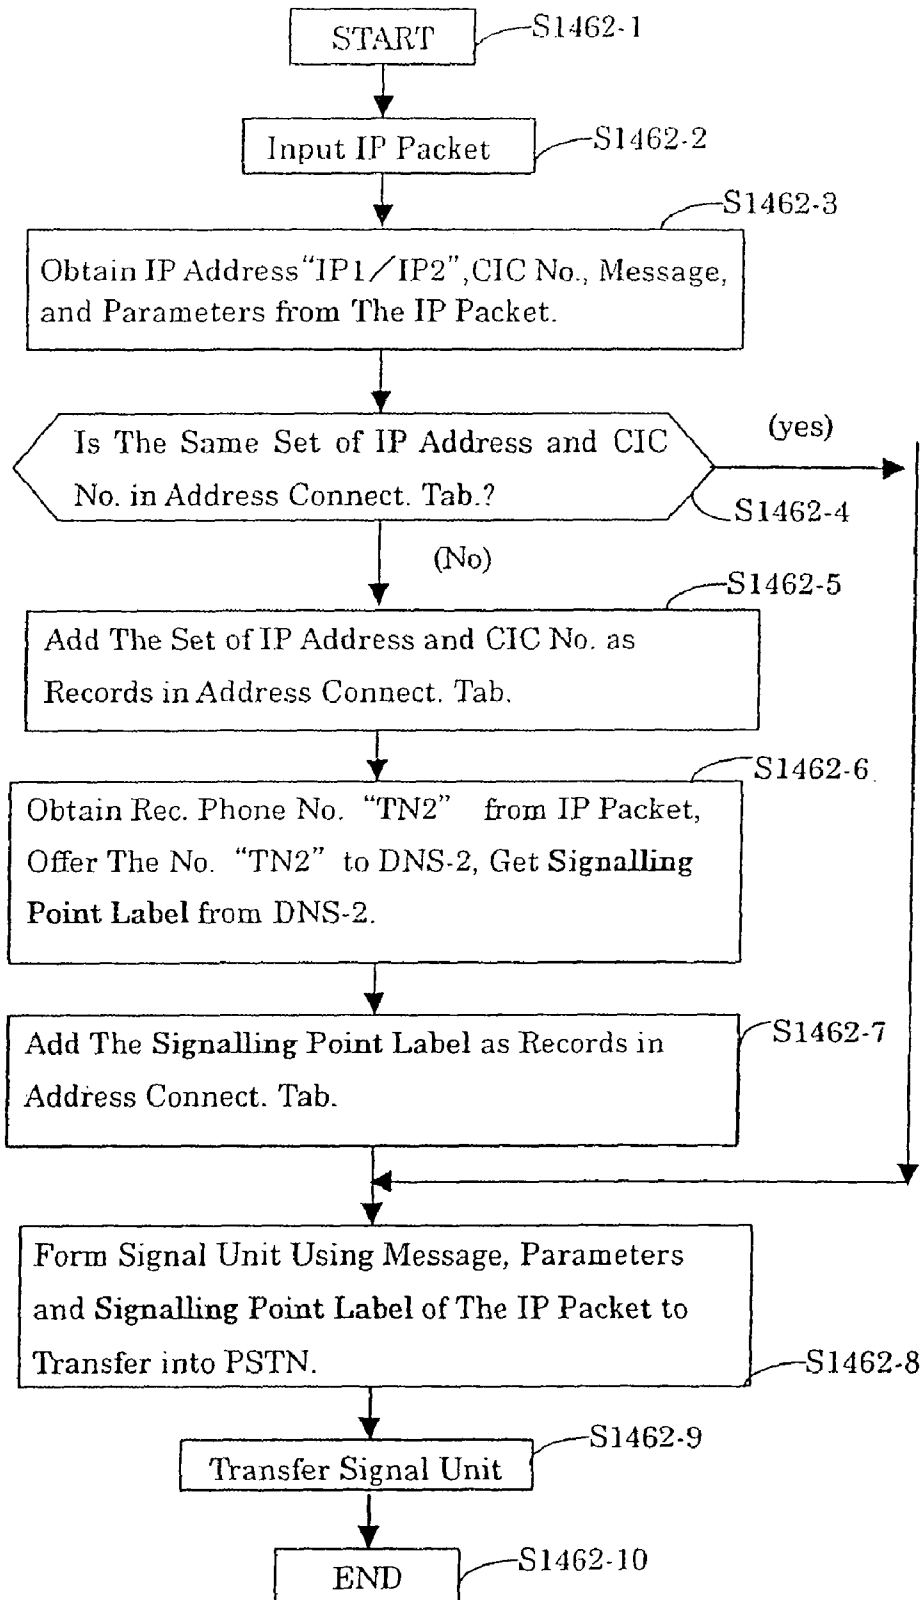 START
S1462-1
Input IP Packet
S1462-2
S1462-3
Obtain IP Address "IP1/IP2", CIC No., Message,
and Parameters from The IP Packet.
Is The Same Set of IP Address and CIC
No. in Address Connect. Tab.?
(yes)
S1462-4
(No)
S1462-5
Add The Set of IP Address and CIC No. as
Records in Address Connect. Tab.
S1462-6
Obtain Rec. Phone No. "TN2" from IP Packet,
Offer The No. "TN2" to DNS-2, Get Signalling
Point Label from DNS-2.
S1462-7
Add The Signalling Point Label as Records in
Address Connect. Tab.
Form Signal Unit Using Message, Parameters
and Signalling Point Label of The IP Packet to
Transfer into PSTN.
S1462-8
S1462-9
Transfer Signal Unit
S1462-10
END